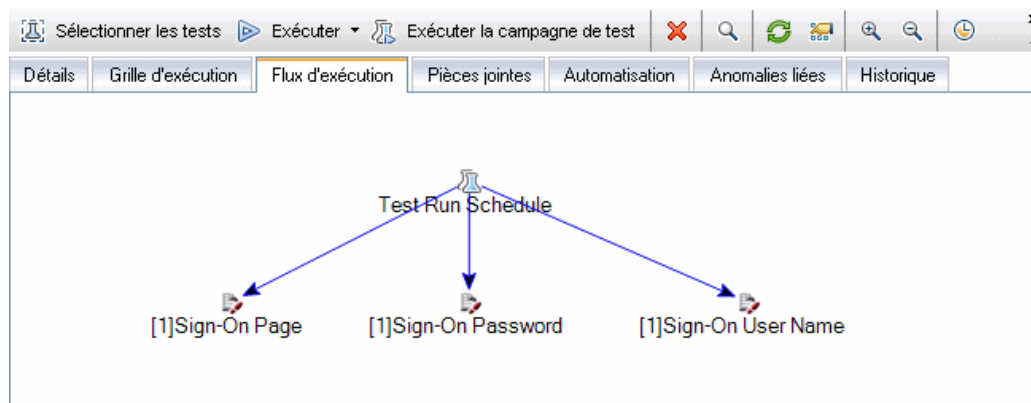 Sélectionner les tests Exécuter Exécuter la campagne de test
Détails Grille d'exécution Flux d'exécution Pièces jointes Automatisation Anomalies liées Historique
Test Run Schedule
[1]Sign-On Page [1]Sign-On Password [1]Sign-On User Name